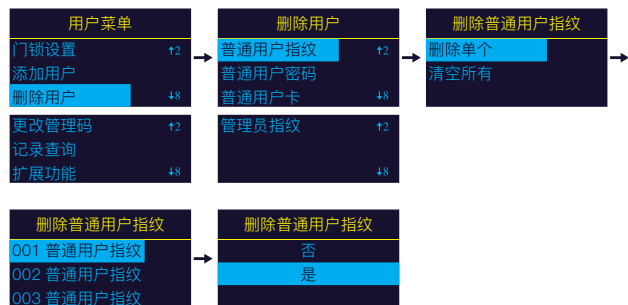 用户菜单
门锁设置 ↑2
添加用户
删除用户 ↓8
更改管理码 ↑2
记录查询
扩展功能 ↓8
删除用户
普通用户指纹 ↑2
普通用户密码
普通用户卡 ↓8
管理员指纹 ↑2
↓8
删除普通用户指纹
删除单个
清空所有
删除普通用户指纹
001 普通用户指纹
002 普通用户指纹
003 普通用户指纹
删除普通用户指纹
否
是